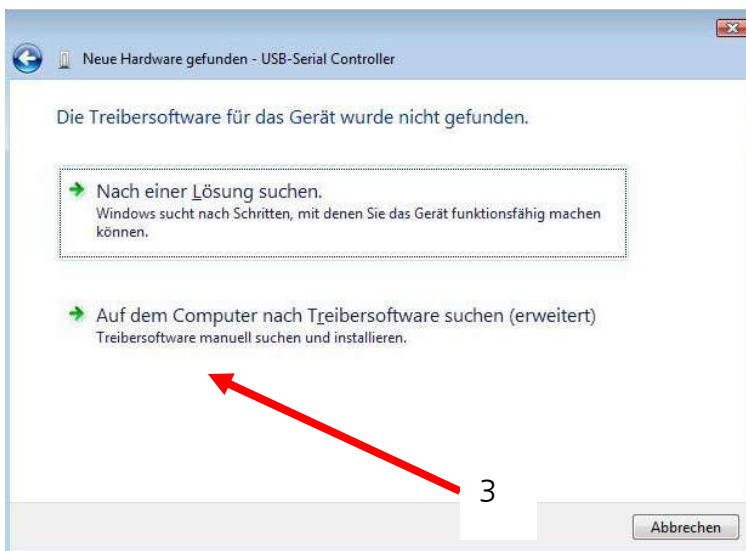 Neue Hardware gefunden - USB-Serial Controller
Die Treibersoftware für das Gerät wurde nicht gefunden.
Nach einer Lösung suchen.
Windows sucht nach Schritten, mit denen Sie das Gerät funktionsfähig machen
können.
Auf dem Computer nach Treibersoftware suchen (erweitert)
Treibersoftware manuell suchen und installieren.
3
Abbrechen